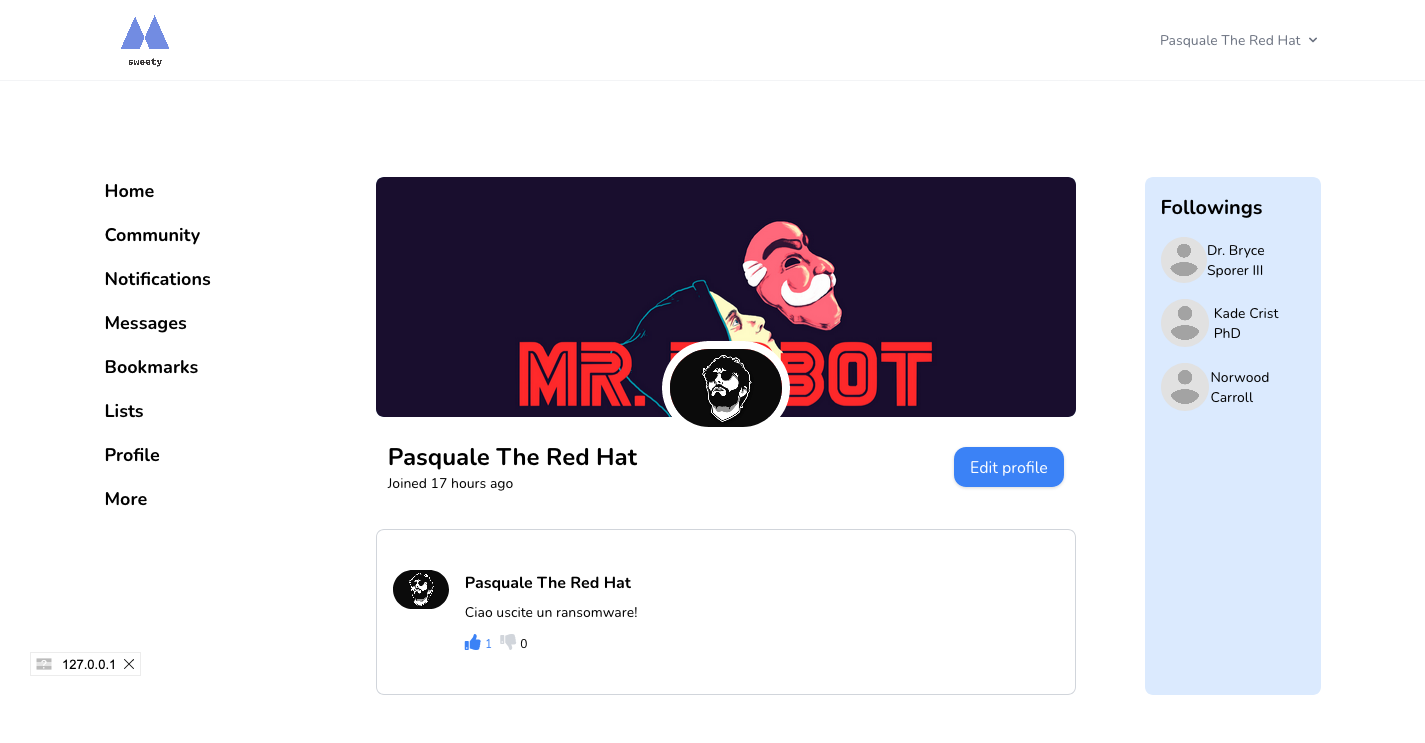 sweety
Pasquale The Red Hat
Home
Community
Notifications
Messages
Bookmarks
Lists
Profile
More
MR. BOT
Pasquale The Red Hat
Joined 17 hours ago
Edit profile
Pasquale The Red Hat
Ciao uscite un ransomware!
1 0
Followings
Dr. Bryce
Sporer III
Kade Crist
PhD
Norwood
Carroll
127.0.0.1